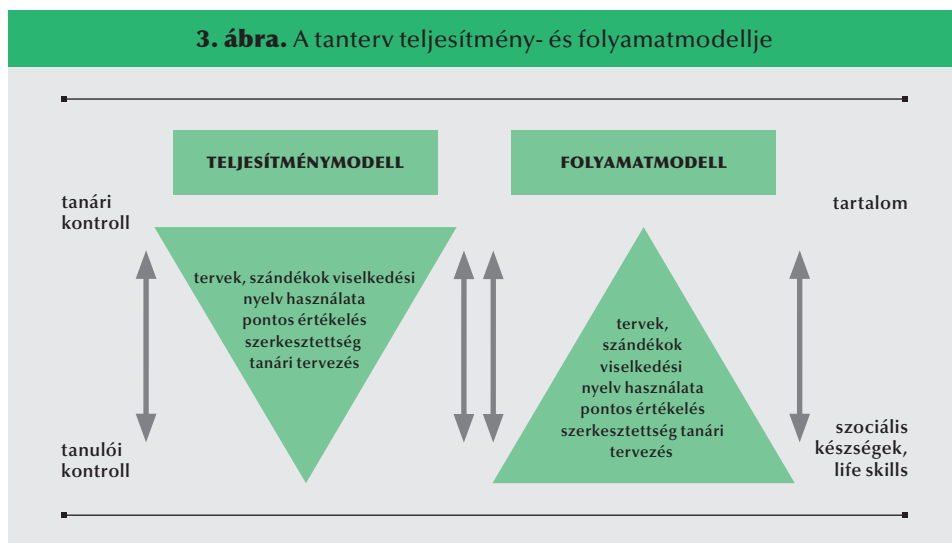 3. ábra. A tanterv teljesítmény- és folyamatmodellje
TELJESÍTMÉNYMODELL
FOLYAMATMODELL
tanári
kontroll
tartalom
tervek, szándékok viselkedési
nyelv használata
pontos értékelés
szerkesztettség
tanári tervezés
tervek,
szándékok
viselkedési
nyelv használata
pontos értékelés
szerkesztettség tanári
tervezés
tanulói
kontroll
szociális
készségek,
life skills